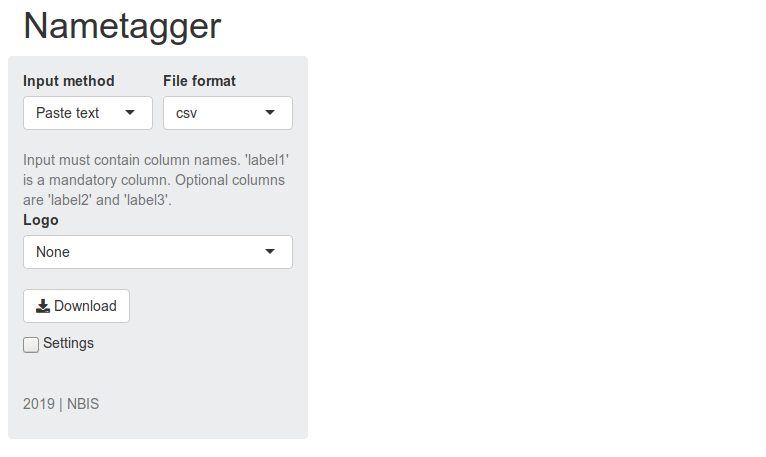 Nametagger
Input method File format
Paste text csv
Input must contain column names. 'label1'
is a mandatory column. Optional columns
are 'label2' and 'label3'.
Logo
None
Download
Settings
2019 | NBIS